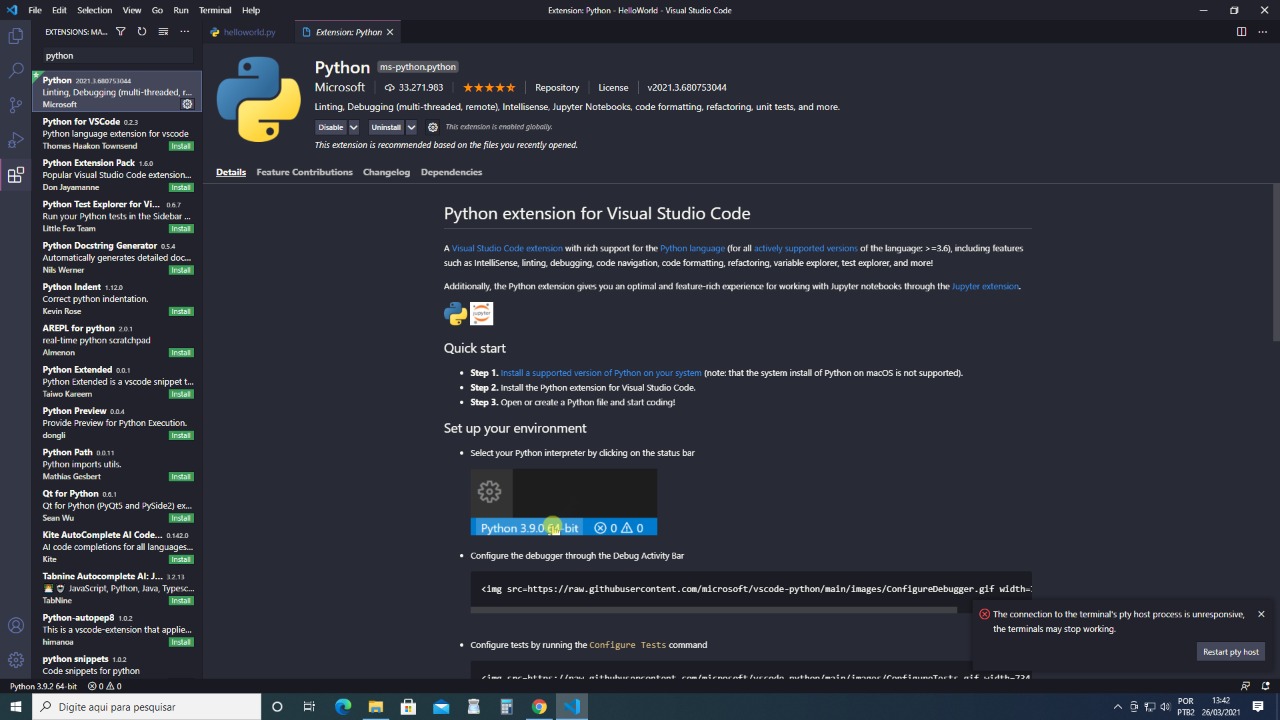 File Edit Selection View Go Run Terminal Help
Extension: Python - HelloWorld - Visual Studio Code
EXTENSIONS: MA...
python
Python 2021.3.680753044
Linting, Debugging (multi-threaded, r...
Microsoft
Python for VSCode 0.2.3
Python language extension for vscode
Thomas Haakon Townsend Install
Python Extension Pack 1.6.0
Popular Visual Studio Code extension...
Don Jayamanne Install
Python Test Explorer for Vi... 0.6.7
Run your Python tests in the Sidebar ...
Little Fox Team Install
Python Docstring Generator 0.5.4
Automatically generates detailed doc...
Nils Werner Install
Python Indent 1.12.0
Correct python indentation.
Kevin Rose Install
AREPL for python 2.0.1
real-time python scratchpad
Almenon Install
Python Extended 0.0.1
Python Extended is a vscode snippet t...
Taiwo Kareem Install
Python Preview 0.0.4
Provide Preview for Python Execution.
dongli Install
Python Path 0.0.11
Python imports utils.
Mathias Gesbert Install
Qt for Python 0.6.1
Qt for Python (PyQt5 and PySide2) ex...
Sean Wu Install
Kite AutoComplete AI Code... 0.142.0
AI code completions for all languages...
Kite Install
Tabnine Autocomplete AI: J... 3.2.13
JavaScript, Python, Java, Typesc...
TabNine Install
Python-autopep8 1.0.2
This is a vscode-extension that applie...
himanoa Install
python snippets 1.0.2
Code snippets for python
helloworld.py
Extension: Python
Python ms-python.python
Microsoft 33.271.983 Repository License v2021.3.680753044
Linting, Debugging (multi-threaded, remote), Intellisense, Jupyter Notebooks, code formatting, refactoring, unit tests, and more.
Disable Uninstall This extension is enabled globally.
This extension is recommended based on the files you recently opened.
Details Feature Contributions Changelog Dependencies
Python extension for Visual Studio Code
A Visual Studio Code extension with rich support for the Python language (for all actively supported versions of the language: >=3.6), including features
such as IntelliSense, linting, debugging, code navigation, code formatting, refactoring, variable explorer, test explorer, and more!
Additionally, the Python extension gives you an optimal and feature-rich experience for working with Jupyter notebooks through the Jupyter extension.
jupyter
Quick start
• Step 1. Install a supported version of Python on your system (note: that the system install of Python on macOS is not supported).
• Step 2. Install the Python extension for Visual Studio Code.
• Step 3. Open or create a Python file and start coding!
Set up your environment
• Select your Python interpreter by clicking on the status bar
Python 3.9.0 64-bit 0 0
• Configure the debugger through the Debug Activity Bar
<img src=https://raw.githubusercontent.com/microsoft/vscode-python/main/images/ConfigureDebugger.gif width=
• Configure tests by running the Configure Tests command
<img src=https://raw.githubusercontent.com/microsoft/vscode-python/main/images/ConfigureTests.gif width=734
The connection to the terminal's pty host process is unresponsive,
the terminals may stop working.
Restart pty host
Python 3.9.2 64-bit 0 0
Digite aqui para pesquisar
POR
PTB2
13:42
26/03/2021